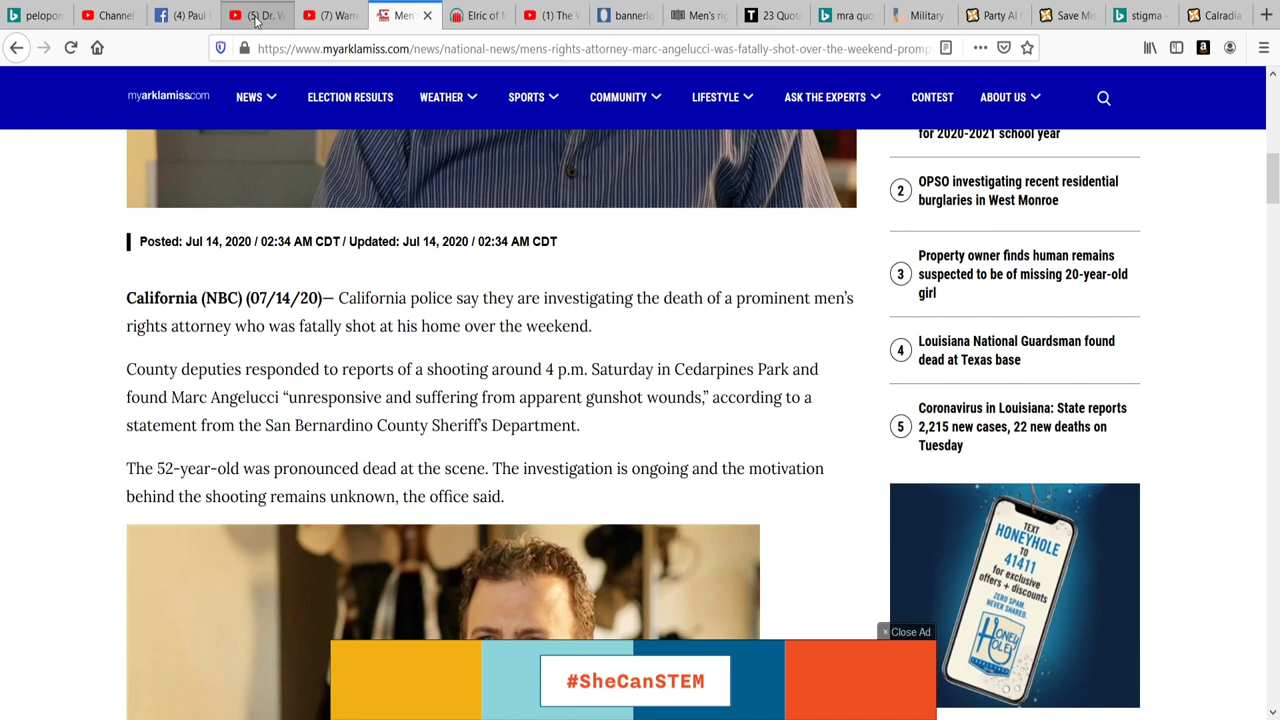 pelopon
Channel
(4) Paul
(5) Dr. W
(7) Warre
Men'
Elric of M
(1) The V
bannerlo
Men's rig
23 Quot
mra quo
Military
Party AI
Save Mis
stigma -
Calradia
https://www.myarklamiss.com/news/national-news/mens-rights-attorney-marc-angelucci-was-fatally-shot-over-the-weekend-promp
myarklamiss.com
NEWS
ELECTION RESULTS
WEATHER
SPORTS
COMMUNITY
LIFESTYLE
ASK THE EXPERTS
CONTEST
ABOUT US
Posted: Jul 14, 2020 / 02:34 AM CDT / Updated: Jul 14, 2020 / 02:34 AM CDT
California (NBC) (07/14/20)— California police say they are investigating the death of a prominent men's
rights attorney who was fatally shot at his home over the weekend.
County deputies responded to reports of a shooting around 4 p.m. Saturday in Cedarpines Park and
found Marc Angelucci “unresponsive and suffering from apparent gunshot wounds,” according to a
statement from the San Bernardino County Sheriff's Department.
The 52-year-old was pronounced dead at the scene. The investigation is ongoing and the motivation
behind the shooting remains unknown, the office said.
for 2020-2021 school year
2
OPSO investigating recent residential
burglaries in West Monroe
3
Property owner finds human remains
suspected to be of missing 20-year-old
girl
4
Louisiana National Guardsman found
dead at Texas base
5
Coronavirus in Louisiana: State reports
2,215 new cases, 22 new deaths on
Tuesday
TEXT
HONEYHOLE
TO
41411
for exclusive
offers + discounts
ZERO SPAM.
NEVER SHARED.
HONEY
HOLE
× Close Ad
#SheCanSTEM